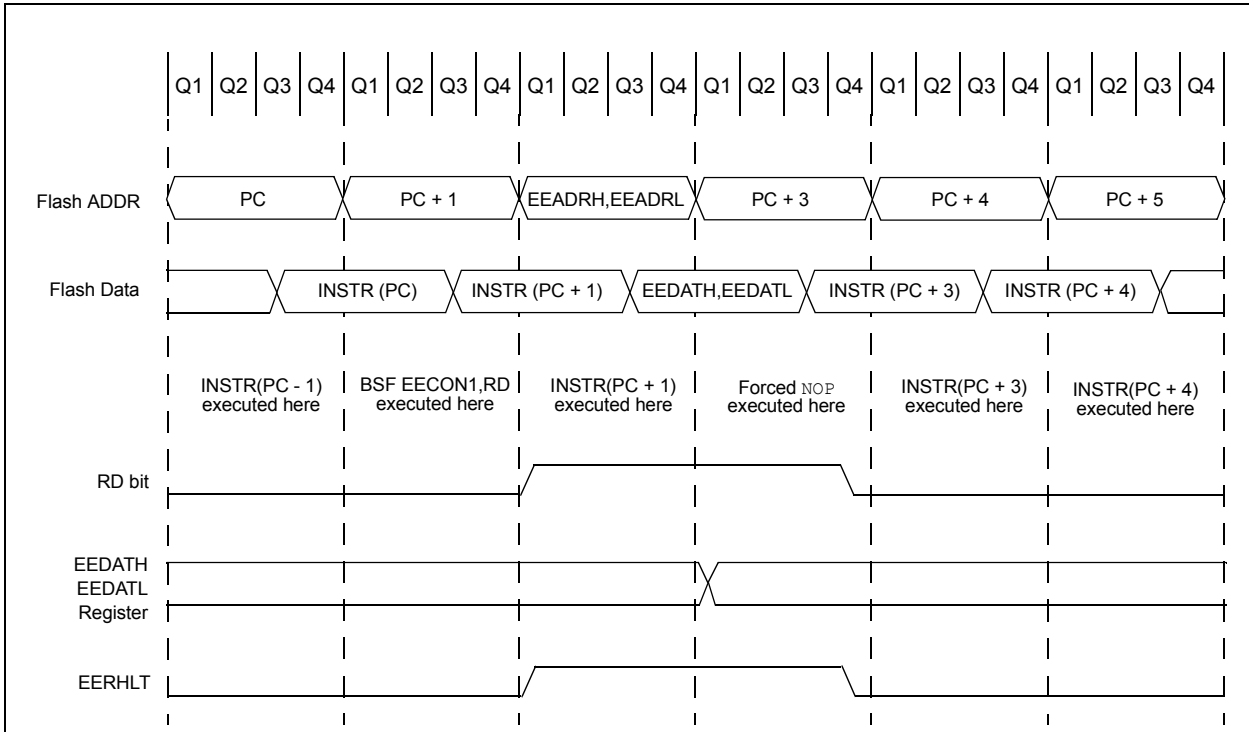 Q1 Q2 Q3 Q4 Q1 Q2 Q3 Q4 Q1 Q2 Q3 Q4 Q1 Q2 Q3 Q4 Q1 Q2 Q3 Q4 Q1 Q2 Q3 Q4
Flash ADDR PC PC + 1 EEADRH,EEADRL PC + 3 PC + 4 PC + 5
Flash Data INSTR (PC) INSTR (PC + 1) EEDATH,EEDATL INSTR (PC + 3) INSTR (PC + 4)
INSTR(PC - 1) BSF EECON1,RD INSTR(PC + 1) Forced NOP INSTR(PC + 3) INSTR(PC + 4)
executed here executed here executed here executed here executed here executed here
RD bit
EEDATH
EEDATL
Register
EERHLT